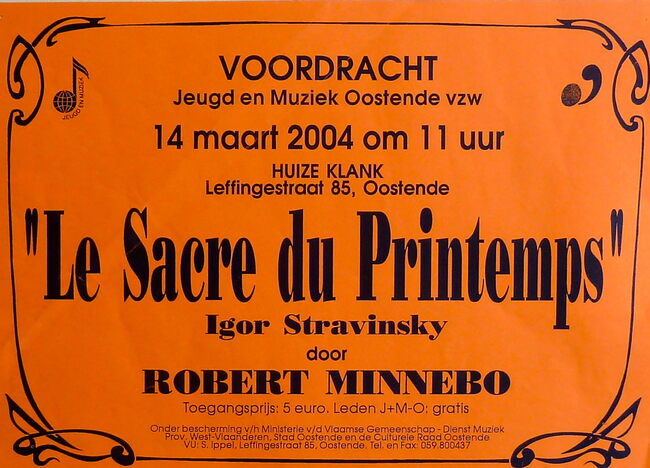 JEUGD EN MUZIEK
VOORDRACHT
Jeugd en Muziek Oostende vzw
14 maart 2004 om 11 uur
HUIZE KLANK
Leffingestraat 85, Oostende
"Le Sacre du Printemps"
Igor Stravinsky
door
ROBERT MINNEBO
Toegangsprijs: 5 euro. Leden J+M-O: gratis
Onder bescherming v/h Ministerie v/d Vlaamse Gemeenschap - Dienst Muziek
Prov. West-Vlaanderen, Stad Oostende en de Culturele Raad Oostende
VU: S. Ippel, Leffingestraat 85, Oostende. Tel. en Fax: 059.800437